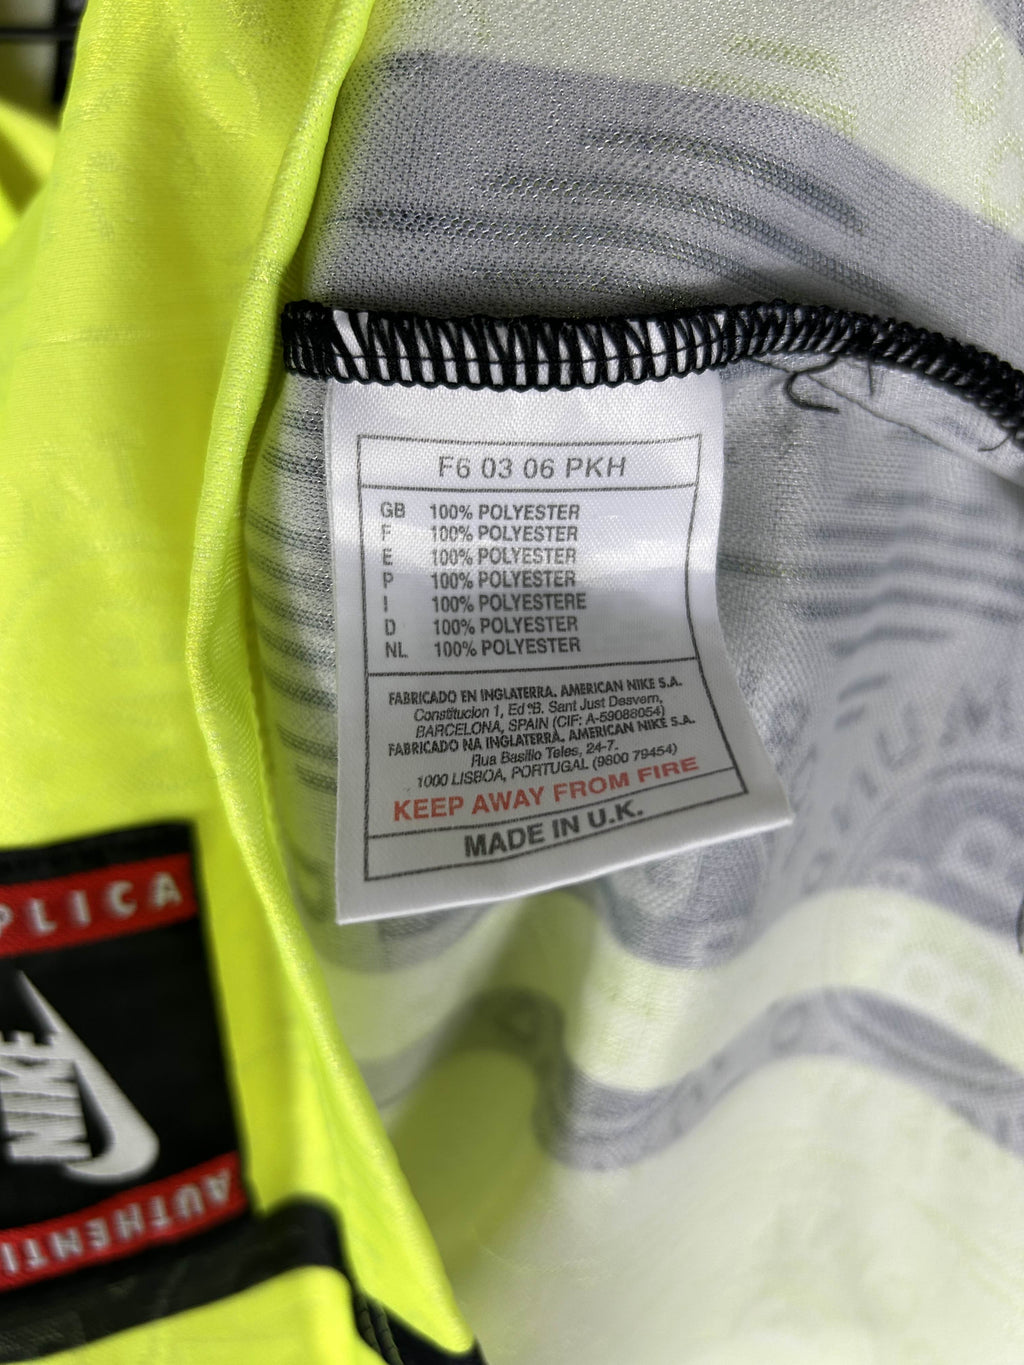 F6 03 06 PKH
GB 100% POLYESTER
F 100% POLYESTER
E 100% POLYESTER
P 100% POLYESTER
I 100% POLYESTERE
D 100% POLYESTER
NL 100% POLYESTER
FABRICADO EN INGLATERRA. AMERICAN NIKE S.A.
Constitucion 1, Ed ºB. Sant Just Desvern,
BARCELONA, SPAIN (CIF: A-59088054)
FABRICADO NA INGLATERRA. AMERICAN NIKE S.A.
Rua Basilio Teles, 24-7.
1000 LISBOA, PORTUGAL (9800 79454)
KEEP AWAY FROM FIRE
MADE IN U.K.
PLICA
NIKE
AUTHENTI